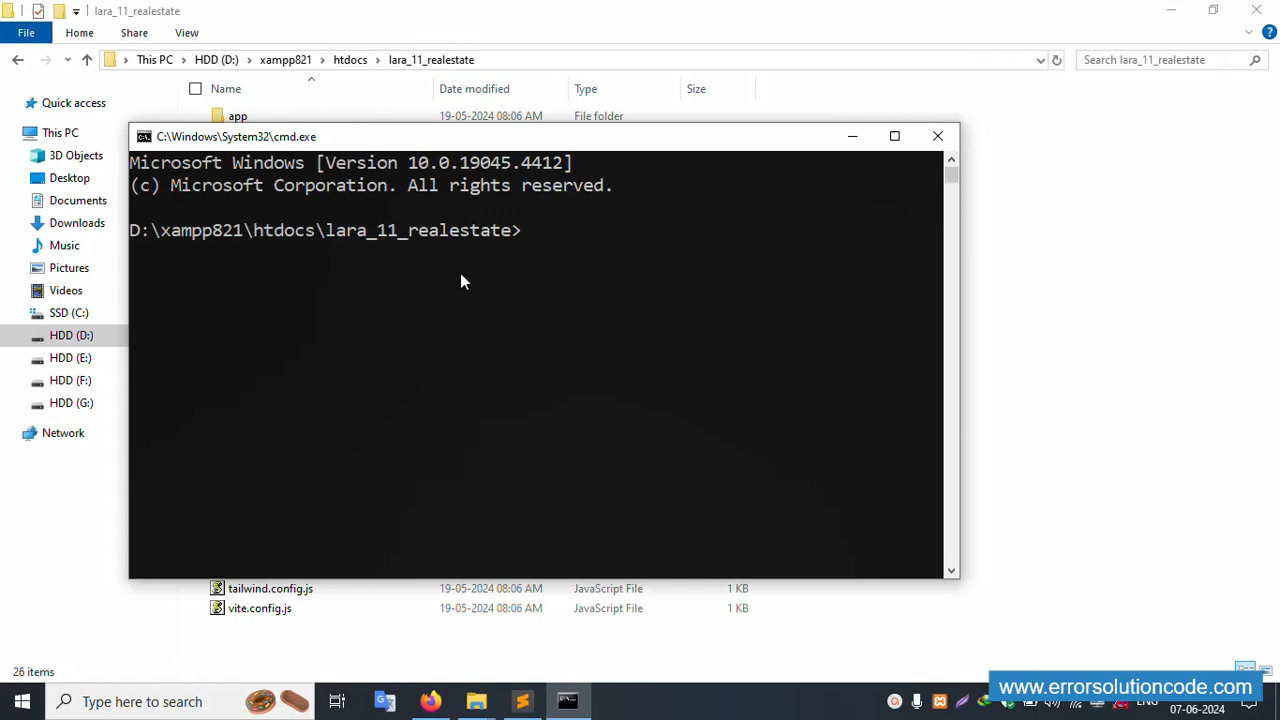 lara_11_realestate
File
Home
Share
View
This PC
HDD (D:)
xampp821
htdocs
lara_11_realestate
Search lara_11_realestate
Name
Date modified
Type
Size
Quick access
This PC
3D Objects
Desktop
Documents
Downloads
Music
Pictures
Videos
SSD (C:)
HDD (D:)
HDD (E:)
HDD (F:)
HDD (G:)
Network
app 19-05-2024 08:06 AM File folder
C:\Windows\System32\cmd.exe
Microsoft Windows [Version 10.0.19045.4412]
(c) Microsoft Corporation. All rights reserved.
D:\xampp821\htdocs\lara_11_realestate>
tailwind.config.js 19-05-2024 08:06 AM JavaScript File 1 KB
vite.config.js 19-05-2024 08:06 AM JavaScript File 1 KB
26 items
www.errorsolutioncode.com
Type here to search
07-06-2024